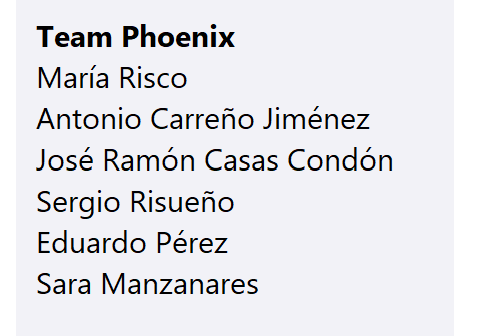 Team Phoenix
María Risco
Antonio Carreño Jiménez
José Ramón Casas Condón
Sergio Risueño
Eduardo Pérez
Sara Manzanares